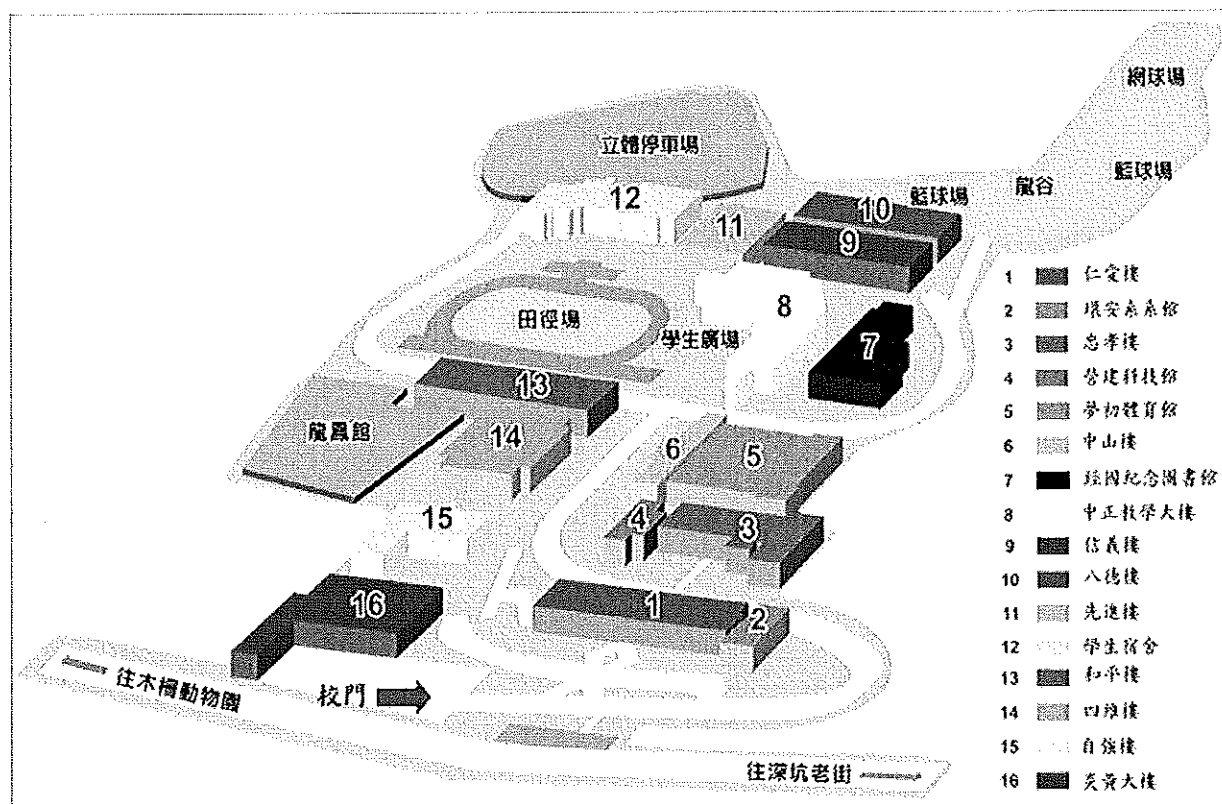 網球場
立體停車場
籃球場
龍谷
籃球場
12
11
10
9
8
7
田徑場
學生廣場
13
龍鳳館
14
6
5
15
4
3
16
1
2
往木柵動物園
校門
往深坑老街
1 仁愛樓
2 環安系系館
3 忠孝樓
4 營建科技館
5 勞初體育館
6 中山樓
7 經國紀念圖書館
8 中正教學大樓
9 信義樓
10 八德樓
11 先進樓
12 學生宿舍
13 和平樓
14 四維樓
15 自強樓
16 炎黃大樓